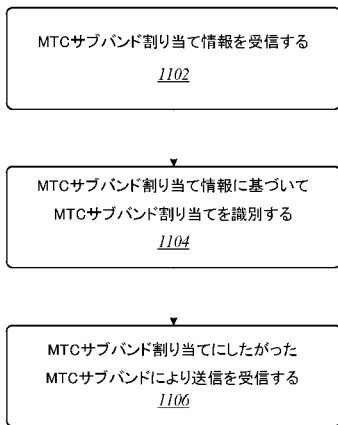 MTCサブバンド割り当て情報を受信する
1102
MTCサブバンド割り当て情報に基づいて
MTCサブバンド割り当てを識別する
1104
MTCサブバンド割り当てにしたがった
MTCサブバンドにより送信を受信する
1106